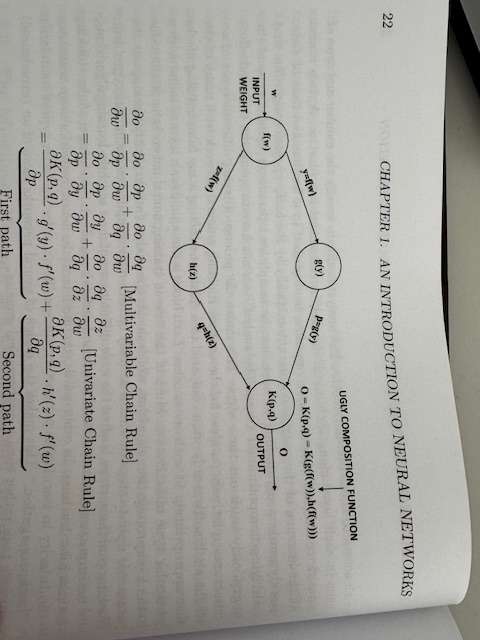 22 CHAPTER 1. AN INTRODUCTION TO NEURAL NETWORKS
UGLY COMPOSITION FUNCTION
O = K(p,q) = K(g(f(w)),h(f(w)))
g(y)
y=f(w)
p=g(y)
w
f(w)
K(p,q)
O
INPUT
WEIGHT
OUTPUT
z=f(w)
q=h(z)
h(z)
∂o/∂w = ∂o/∂p · ∂p/∂w + ∂o/∂q · ∂q/∂w [Multivariable Chain Rule]
= ∂o/∂p · ∂p/∂y · ∂y/∂w + ∂o/∂q · ∂q/∂z · ∂z/∂w [Univariate Chain Rule]
= ∂K(p,q)/∂p · g′(y) · f′(w) + ∂K(p,q)/∂q · h′(z) · f′(w)
First path Second path